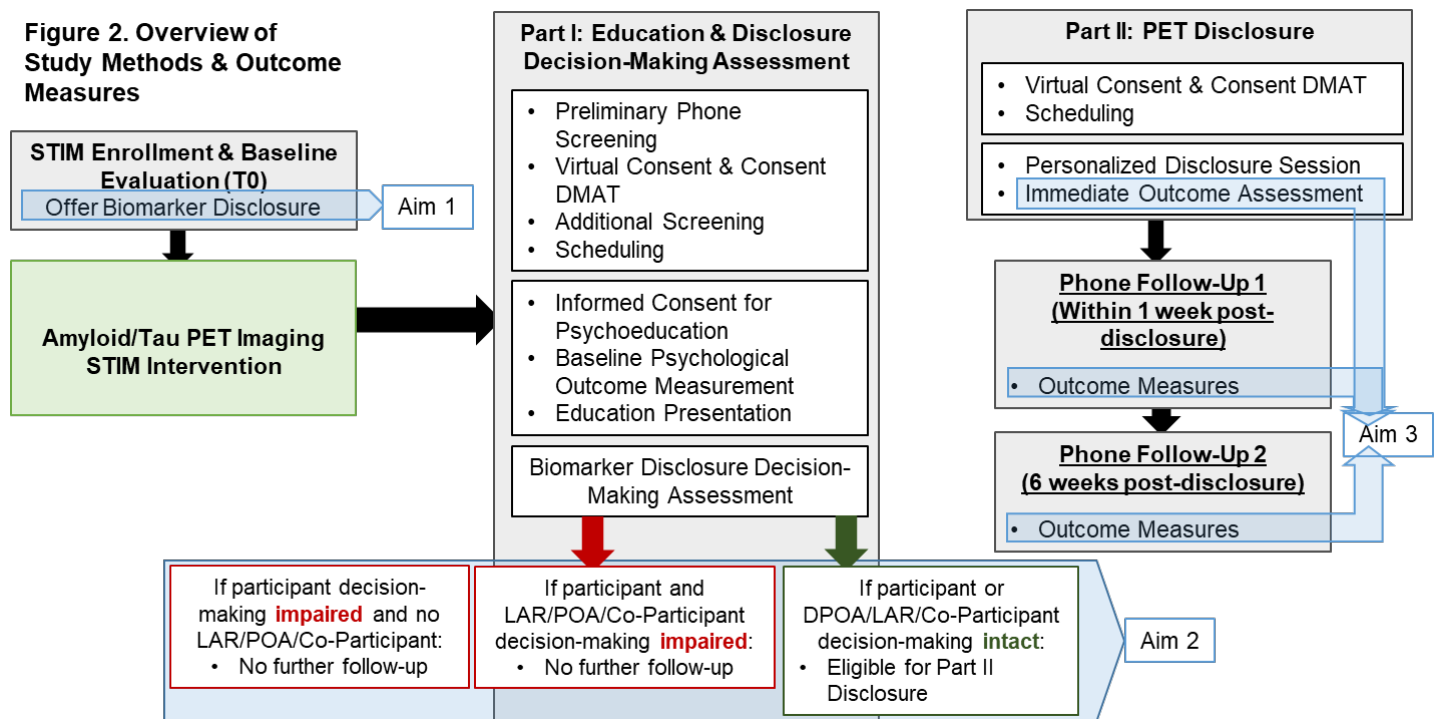 Figure 2. Overview of
Study Methods & Outcome
Measures
STIM Enrollment & Baseline
Evaluation (T0)
Offer Biomarker Disclosure
Aim 1
Amyloid/Tau PET Imaging
STIM Intervention
Part I: Education & Disclosure
Decision-Making Assessment
• Preliminary Phone
Screening
• Virtual Consent & Consent
DMAT
• Additional Screening
• Scheduling
• Informed Consent for
Psychoeducation
• Baseline Psychological
Outcome Measurement
• Education Presentation
Biomarker Disclosure Decision-
Making Assessment
If participant decision-
making impaired and no
LAR/POA/Co-Participant:
• No further follow-up
If participant and
LAR/POA/Co-Participant
decision-making impaired:
• No further follow-up
If participant or
DPOA/LAR/Co-Participant
decision-making intact:
• Eligible for Part II
Disclosure
Aim 2
Part II: PET Disclosure
• Virtual Consent & Consent DMAT
• Scheduling
• Personalized Disclosure Session
• Immediate Outcome Assessment
Phone Follow-Up 1
(Within 1 week post-
disclosure)
• Outcome Measures
Phone Follow-Up 2
(6 weeks post-disclosure)
• Outcome Measures
Aim 3